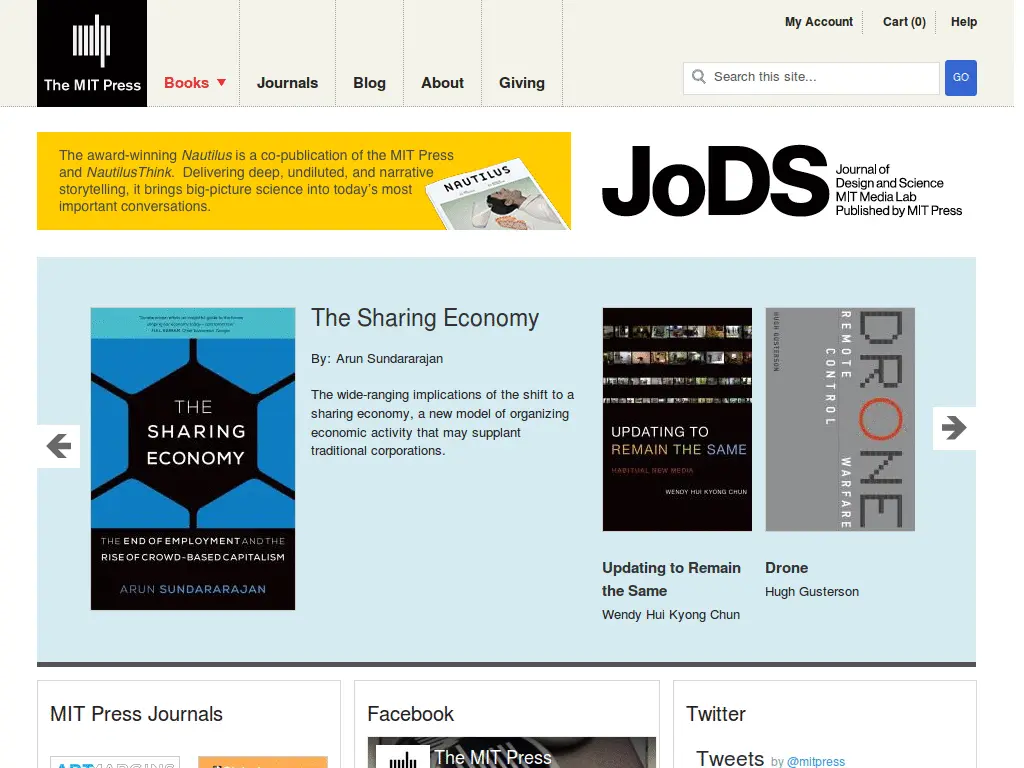 My Account
Cart (0)
Help
The MIT Press
Books
Journals
Blog
About
Giving
Search this site...
GO
The award-winning Nautilus is a co-publication of the MIT Press
and NautilusThink. Delivering deep, undiluted, and narrative
storytelling, it brings big-picture science into today's most
important conversations.
NAUTILUS
JoDS
Journal of
Design and Science
MIT Media Lab
Published by MIT Press
THE
SHARING
ECONOMY
THE END OF EMPLOYMENT AND THE
RISE OF CROWD-BASED CAPITALISM
ARUN SUNDARARAJAN
The Sharing Economy
By: Arun Sundararajan
The wide-ranging implications of the shift to a
sharing economy, a new model of organizing
economic activity that may supplant
traditional corporations.
UPDATING TO
REMAIN THE SAME
HABITUAL NEW MEDIA
WENDY HUI KYONG CHUN
HUGH GUSTERSON
REMOTE CONTROL WARFARE
DRONE
Updating to Remain
the Same
Wendy Hui Kyong Chun
Drone
Hugh Gusterson
MIT Press Journals
ARTMARGINS
Facebook
The MIT Press
Twitter
Tweets by @mitpress